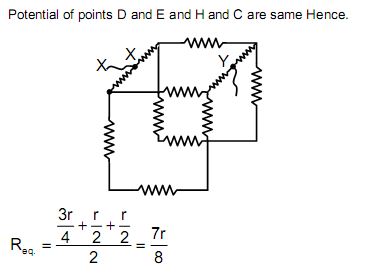 Potential of points D and E and H and C are same Hence.
X
X
Y
R_eq. = (3r/4 + r/2 + r/2)/2 = 7r/8